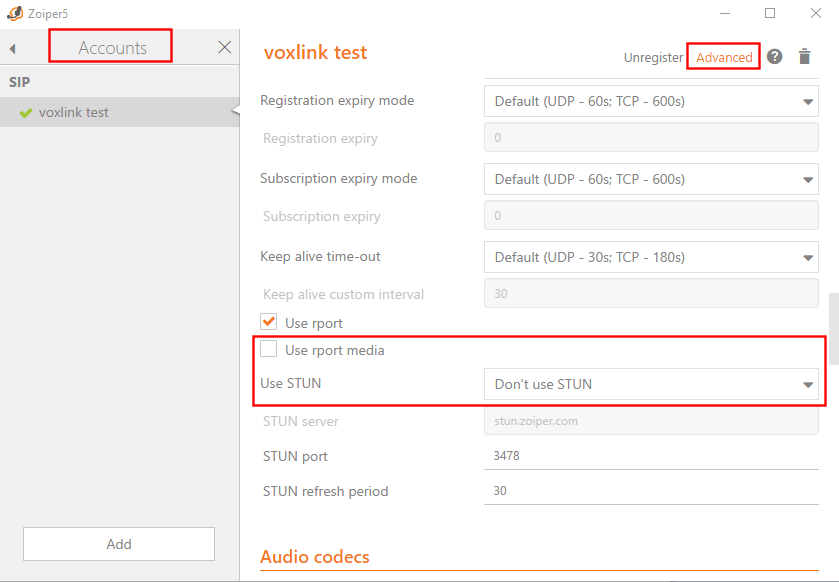 Zoiper5
Accounts
SIP
voxlink test
Add
voxlink test
Unregister Advanced ?
Registration expiry mode Default (UDP - 60s; TCP - 600s)
Registration expiry 0
Subscription expiry mode Default (UDP - 60s; TCP - 600s)
Subscription expiry 0
Keep alive time-out Default (UDP - 30s; TCP - 180s)
Keep alive custom interval 30
Use rport
Use rport media
Use STUN Don't use STUN
STUN server stun.zoiper.com
STUN port 3478
STUN refresh period 30
Audio codecs